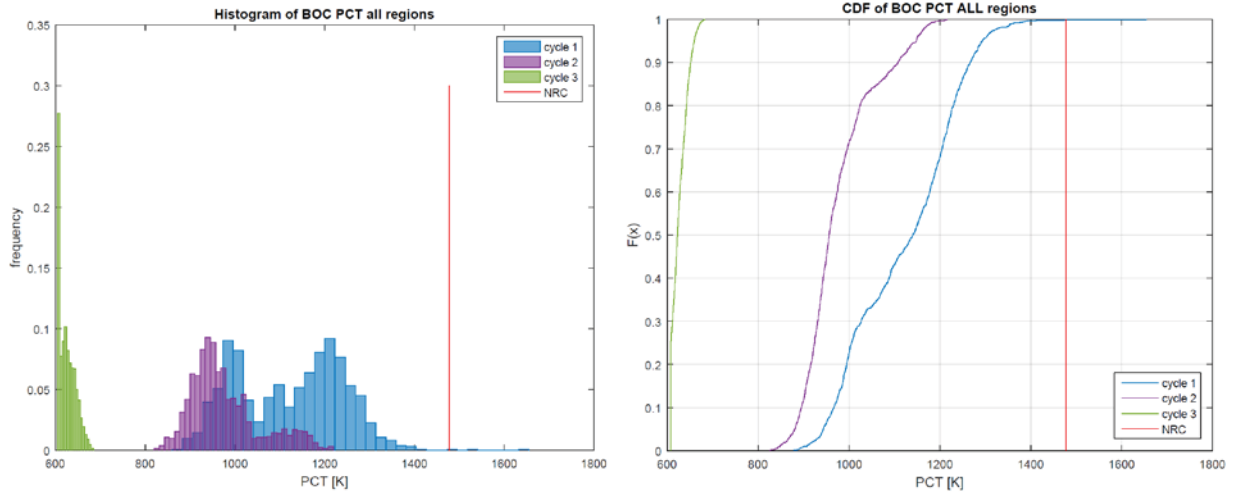 Histogram of BOC PCT all regions
0.35
0.3
0.25
0.2
0.15
0.1
0.05
0
frequency
cycle 1
cycle 2
cycle 3
NRC
600 800 1000 1200 1400 1600 1800
PCT [K]
CDF of BOC PCT ALL regions
1
0.9
0.8
0.7
0.6
0.5
0.4
0.3
0.2
0.1
0
F(x)
cycle 1
cycle 2
cycle 3
NRC
600 800 1000 1200 1400 1600 1800
PCT [K]